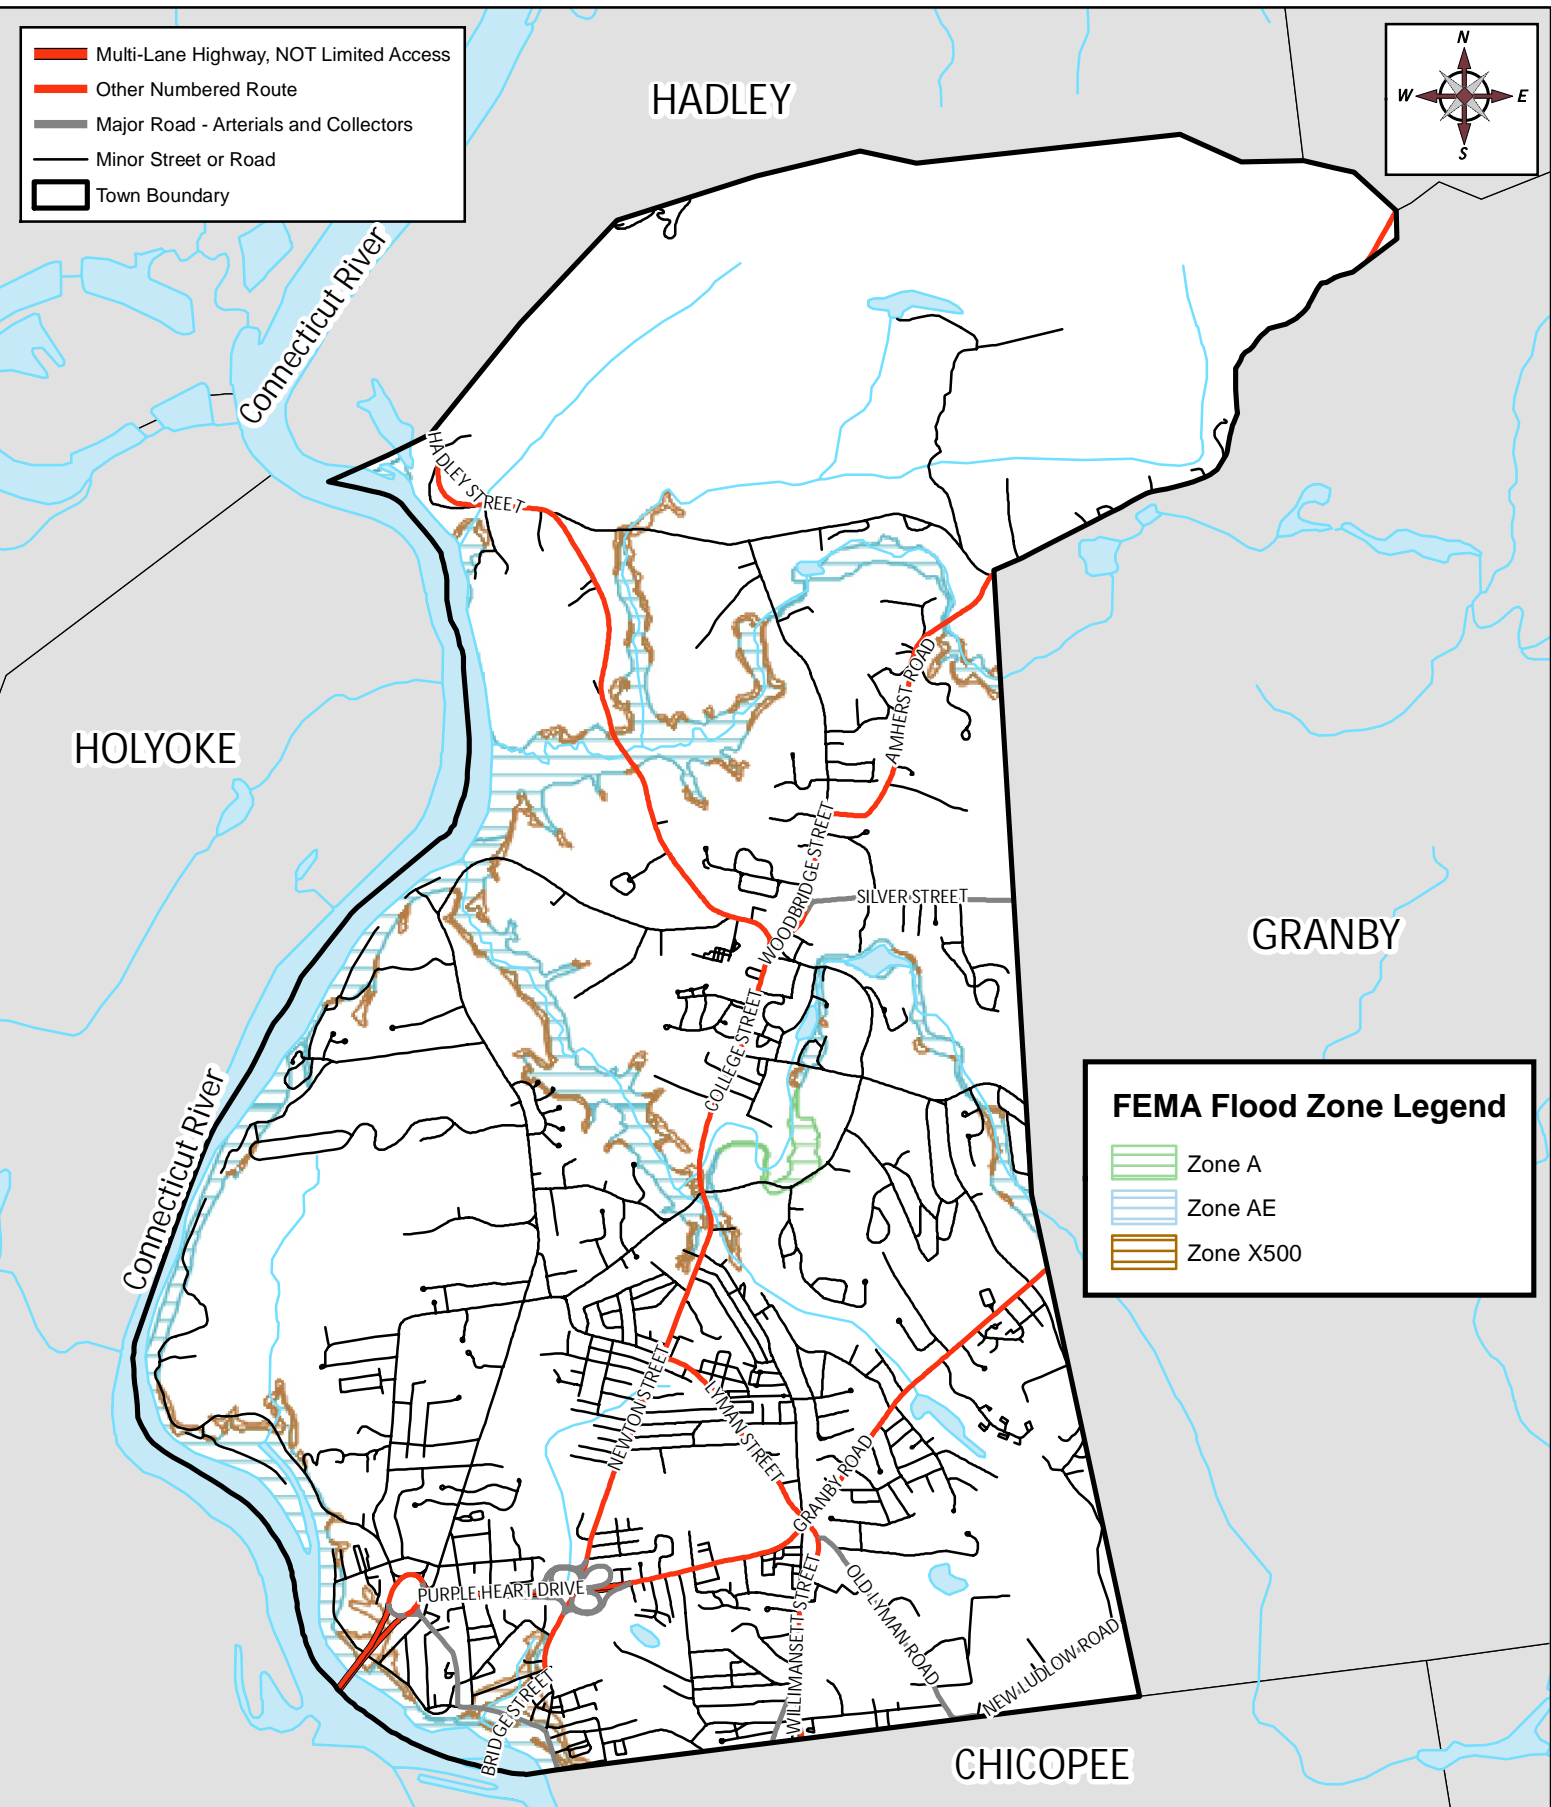 Multi-Lane Highway, NOT Limited Access
Other Numbered Route
Major Road - Arterials and Collectors
Minor Street or Road
Town Boundary
N
W
E
S
HADLEY
Connecticut River
HADLEY STREET
HOLYOKE
AMHERST ROAD
WOODBRIDGE STREET
SILVER STREET
GRANBY
COLLEGE STREET
Connecticut River
FEMA Flood Zone Legend
Zone A
Zone AE
Zone X500
NEWTON STREET
LYMAN STREET
GRANBY ROAD
PURPLE HEART DRIVE
OLD LYMAN ROAD
WILLIMANSETT STREET
NEW LUDLOW ROAD
BRIDGE STREET
CHICOPEE